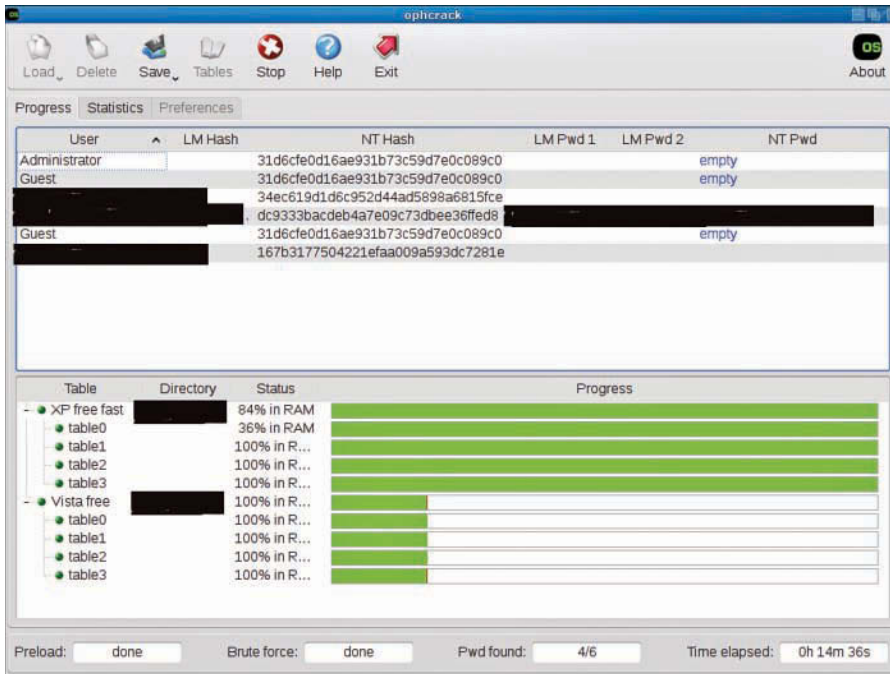 ophcrack
Load Delete Save Tables Stop Help Exit OS About
Progress Statistics Preferences
User LM Hash NT Hash LM Pwd 1 LM Pwd 2 NT Pwd
Administrator 31d6cfe0d16ae931b73c59d7e0c089c0 empty
Guest 31d6cfe0d16ae931b73c59d7e0c089c0 empty
34ec619d1d6c952d44ad5898a6815fce
dc9333bacdeb4a7e09c73dbee36ffed8
Guest 31d6cfe0d16ae931b73c59d7e0c089c0 empty
167b3177504221efaa009a593dc7281e
Table Directory Status Progress
XP free fast 84% in RAM
table0 36% in RAM
table1 100% in R...
table2 100% in R...
table3 100% in R...
Vista free 100% in R...
table0 100% in R...
table1 100% in R...
table2 100% in R...
table3 100% in R...
Preload: done Brute force: done Pwd found: 4/6 Time elapsed: 0h 14m 36s